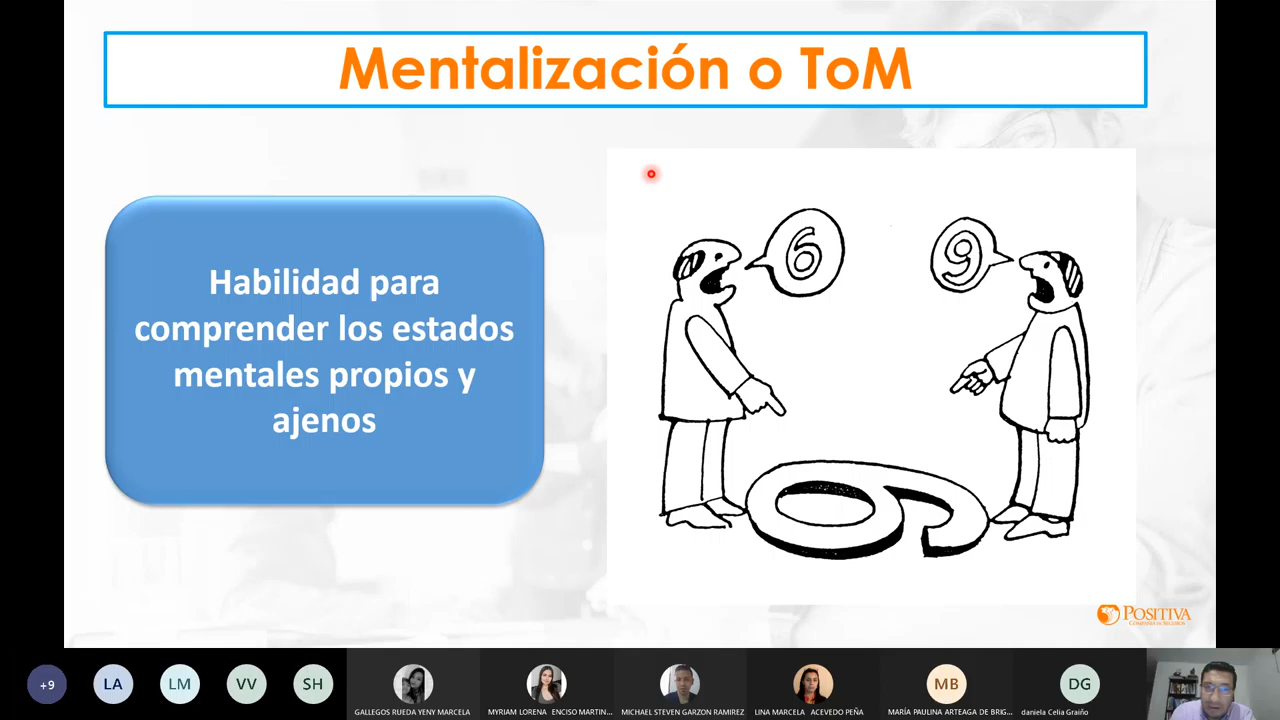 Mentalización o ToM
Habilidad para
comprender los estados
mentales propios y
ajenos
6
9
POSITIVA
COMPAÑÍA DE SEGUROS
+9
LA
LM
VV
SH
GALLEGOS RUEDA YENY MARCELA
MYRIAM LORENA ENCISO MARTIN...
MICHAEL STEVEN GARZON RAMIREZ
LINA MARCELA ACEVEDO PEÑA
MB
MARÍA PAULINA ARTEAGA DE BRIG...
DG
daniela Celia Graiño